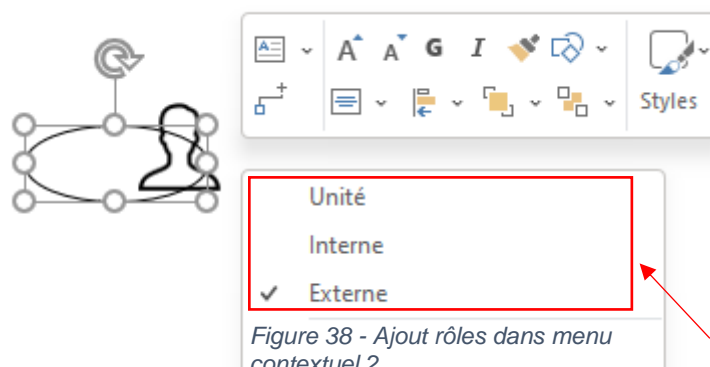 A A G I
Styles
Unité
Interne
Externe
Figure 38 - Ajout rôles dans menu
contextuel 2